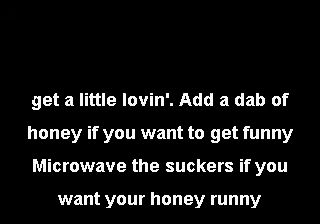 get a little lovin'. Add a dab of
honey if you want to get funny
Microwave the suckers if you
want your honey runny